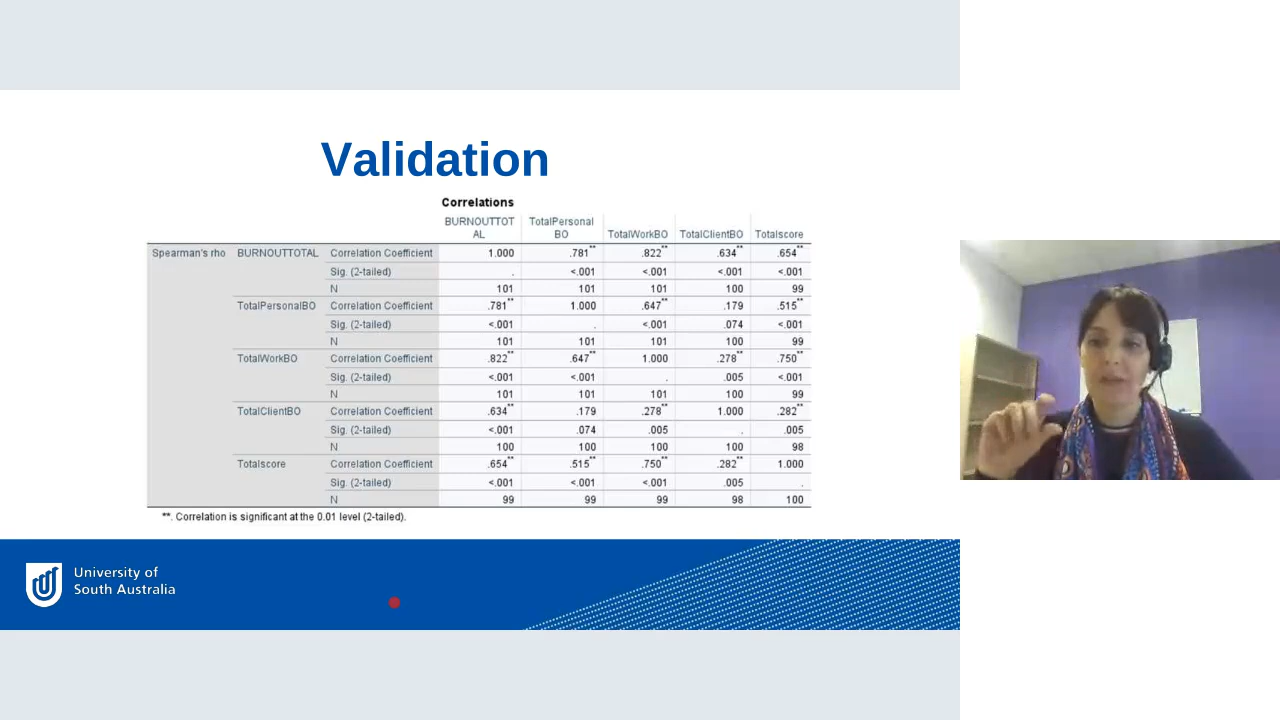 Validation
Correlations
BURNOUTTOT TotalPersonal
AL BO TotalWorkBO TotalClientBO Totalscore
Spearman's rho BURNOUTTOTAL Correlation Coefficient 1.000 .781** .822** .634** .654**
Sig. (2-tailed) . <.001 <.001 <.001 <.001
N 101 101 101 100 99
TotalPersonalBO Correlation Coefficient .781** 1.000 .647** .179 .515**
Sig. (2-tailed) <.001 . <.001 .074 <.001
N 101 101 101 100 99
TotalWorkBO Correlation Coefficient .822** .647** 1.000 .278** .750**
Sig. (2-tailed) <.001 <.001 . .005 <.001
N 101 101 101 100 99
TotalClientBO Correlation Coefficient .634** .179 .278** 1.000 .282**
Sig. (2-tailed) <.001 .074 .005 . .005
N 100 100 100 100 98
Totalscore Correlation Coefficient .654** .515** .750** .282** 1.000
Sig. (2-tailed) <.001 <.001 <.001 .005 .
N 99 99 99 98 100
**. Correlation is significant at the 0.01 level (2-tailed).
University of
South Australia